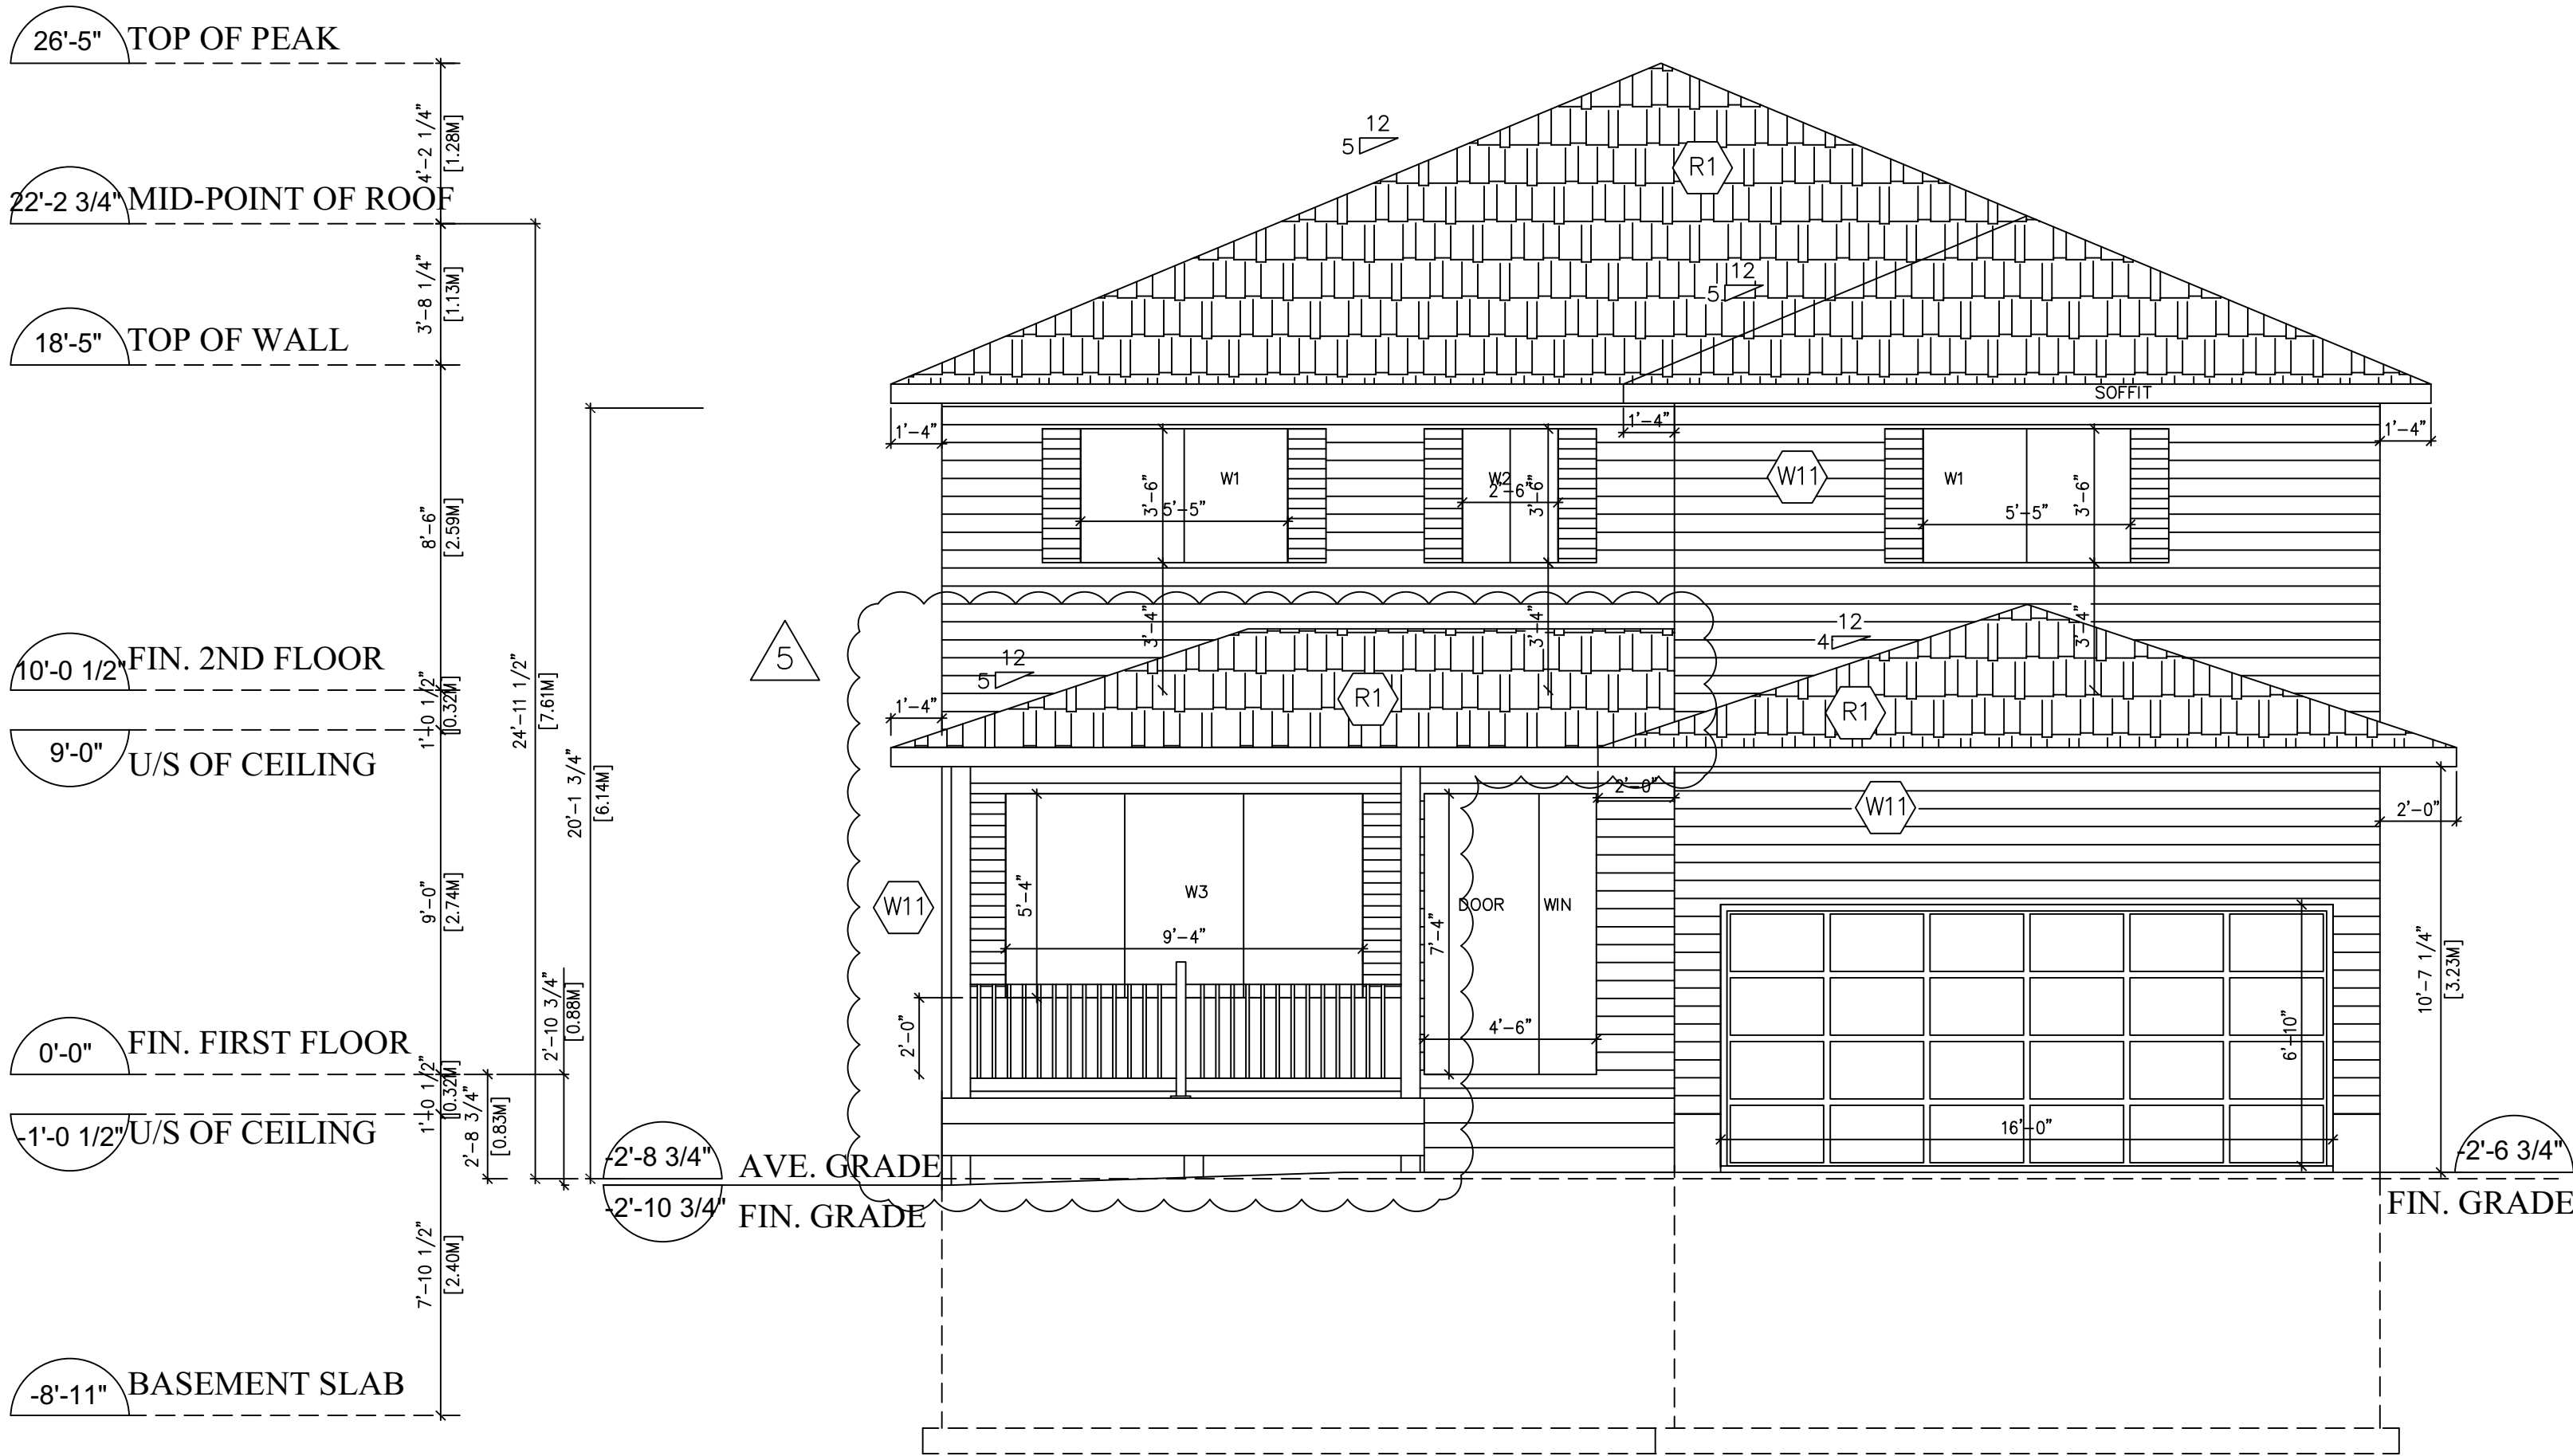 26'-5" TOP OF PEAK
4'-2 1/4"
[1.28M]
22'-2 3/4" MID-POINT OF ROOF
3'-8 1/4"
[1.13M]
18'-5" TOP OF WALL
8'-6"
[2.59M]
10'-0 1/2" FIN. 2ND FLOOR
1'-0 1/2"
[0.32M]
9'-0" U/S OF CEILING
9'-0"
[2.74M]
0'-0" FIN. FIRST FLOOR
1'-0 1/2"
[0.32M]
-1'-0 1/2" U/S OF CEILING
7'-10 1/2"
[2.40M]
-8'-11" BASEMENT SLAB
2'-8 3/4"
[0.83M]
24'-11 1/2"
[7.61M]
2'-10 3/4"
[0.88M]
20'-1 3/4"
[6.14M]
-2'-8 3/4" AVE. GRADE
-2'-10 3/4" FIN. GRADE
5
12
5
R1
12
5
SOFFIT
1'-4"
1'-4"
1'-4"
W1
3'-6"
5'-5"
W2
2'-6"
3'-6"
W11
W1
3'-6"
5'-5"
3'-4"
3'-4"
3'-4"
12
5
R1
1'-4"
12
4
R1
2'-0"
W11
2'-0"
W11
5'-4"
W3
9'-4"
2'-0"
7'-4"
DOOR
WIN
4'-6"
6'-10"
16'-0"
10'-7 1/4"
[3.23M]
-2'-6 3/4"
FIN. GRADE